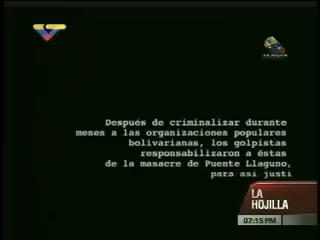 Después de criminalizar durante
meses a las organizaciones populares
bolivarianas, los golpistas
responsabilizaron a éstas
de la masacre de Puente Llaguno,
para así justi
LA
HOJILLA
07:15 PM